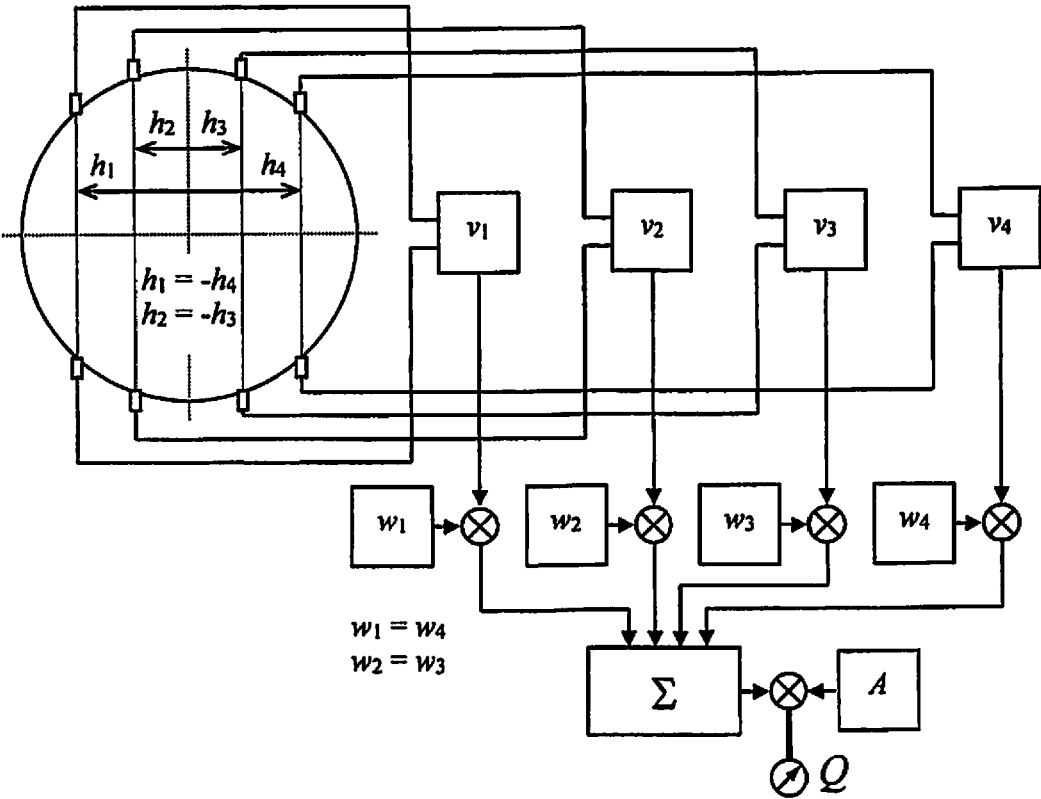 h2 h3
h1 h4
h1 = -h4
h2 = -h3
v1 v2 v3 v4
w1 w2 w3 w4
w1 = w4
w2 = w3
Σ A
Q